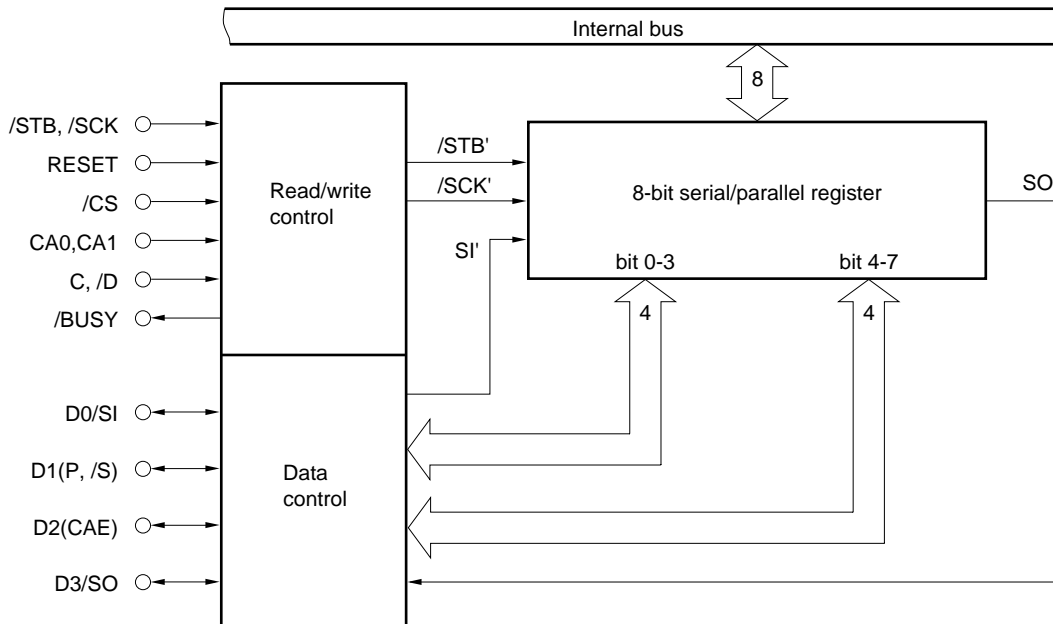 Internal bus
8
/STB, /SCK
RESET
/CS
CA0,CA1
C, /D
/BUSY
Read/write
control
/STB'
/SCK'
SI'
8-bit serial/parallel register
bit 0-3
bit 4-7
SO
4
4
D0/SI
D1(P, /S)
D2(CAE)
D3/SO
Data
control